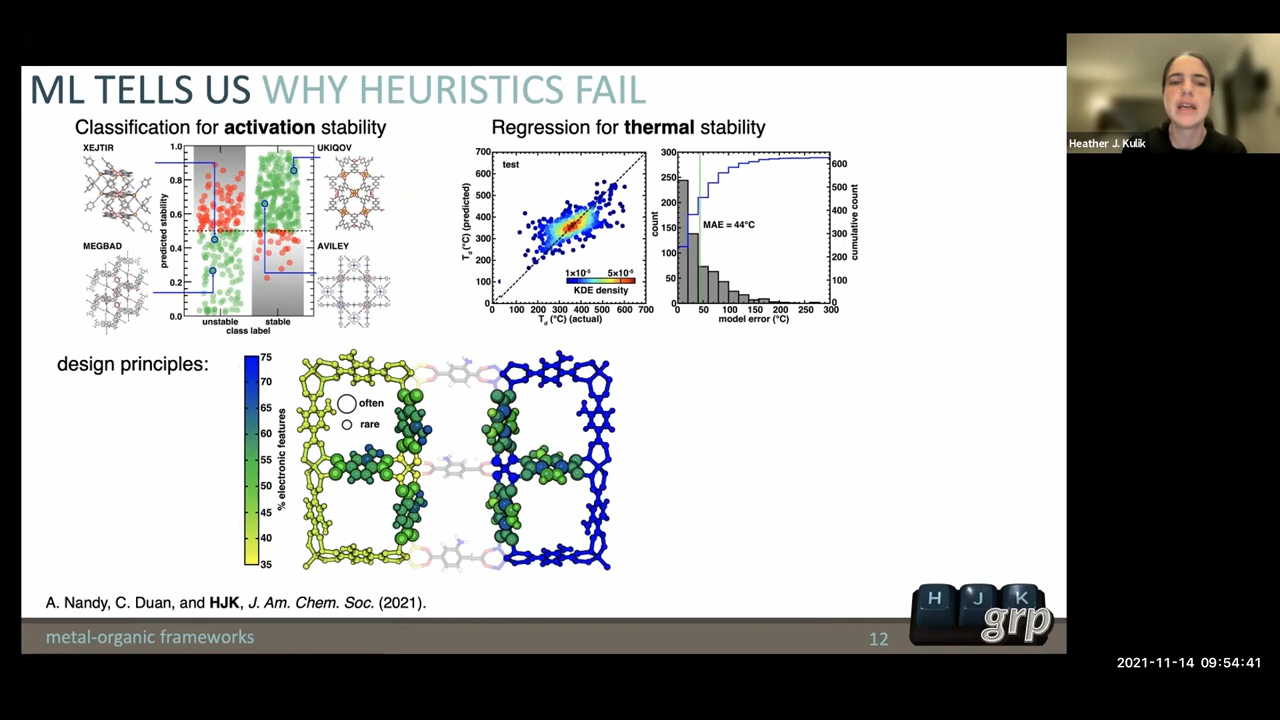 ML TELLS US WHY HEURISTICS FAIL
Classification for activation stability
XEJTIR
UKIQOV
MEGBAD
AVILEY
1.0
0.8
0.6
0.4
0.2
0.0
predicted stability
unstable
stable
class label
Regression for thermal stability
700
600
500
400
300
200
100
0
T_d (°C) (predicted)
test
1×10⁻⁵ 5×10⁻⁵
KDE density
0 100 200 300 400 500 600 700
T_d (°C) (actual)
300
250
200
150
100
50
0
count
MAE = 44°C
600
500
400
300
200
100
0
cumulative count
0 50 100 150 200 250 300
model error (°C)
design principles:
75
70
65
60
55
50
45
40
35
% electronic features
often
rare
A. Nandy, C. Duan, and HJK, J. Am. Chem. Soc. (2021).
metal-organic frameworks
12
H J K
grp
Heather J. Kulik
2021-11-14 09:54:41